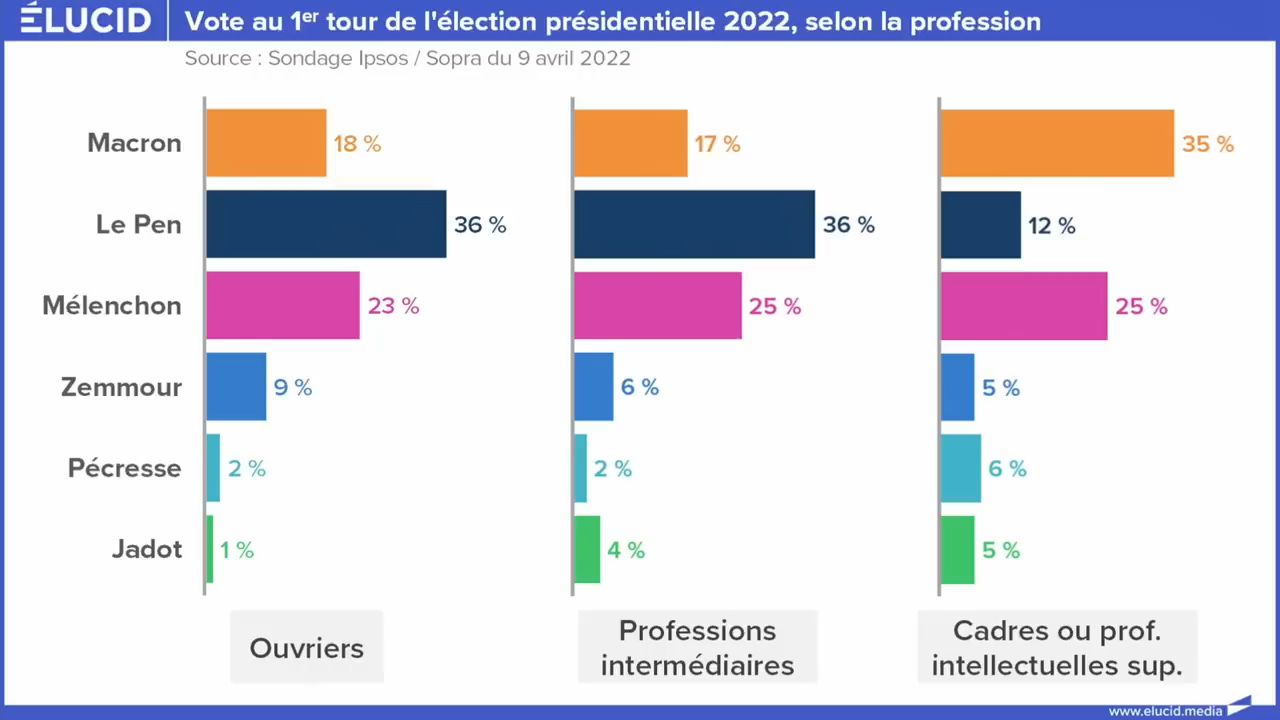 ÉLUCID
Vote au 1er tour de l'élection présidentielle 2022, selon la profession
Source : Sondage Ipsos / Sopra du 9 avril 2022
Macron 18 % 17 % 35 %
Le Pen 36 % 36 % 12 %
Mélenchon 23 % 25 % 25 %
Zemmour 9 % 6 % 5 %
Pécresse 2 % 2 % 6 %
Jadot 1 % 4 % 5 %
Ouvriers
Professions
intermédiaires
Cadres ou prof.
intellectuelles sup.
www.elucid.media